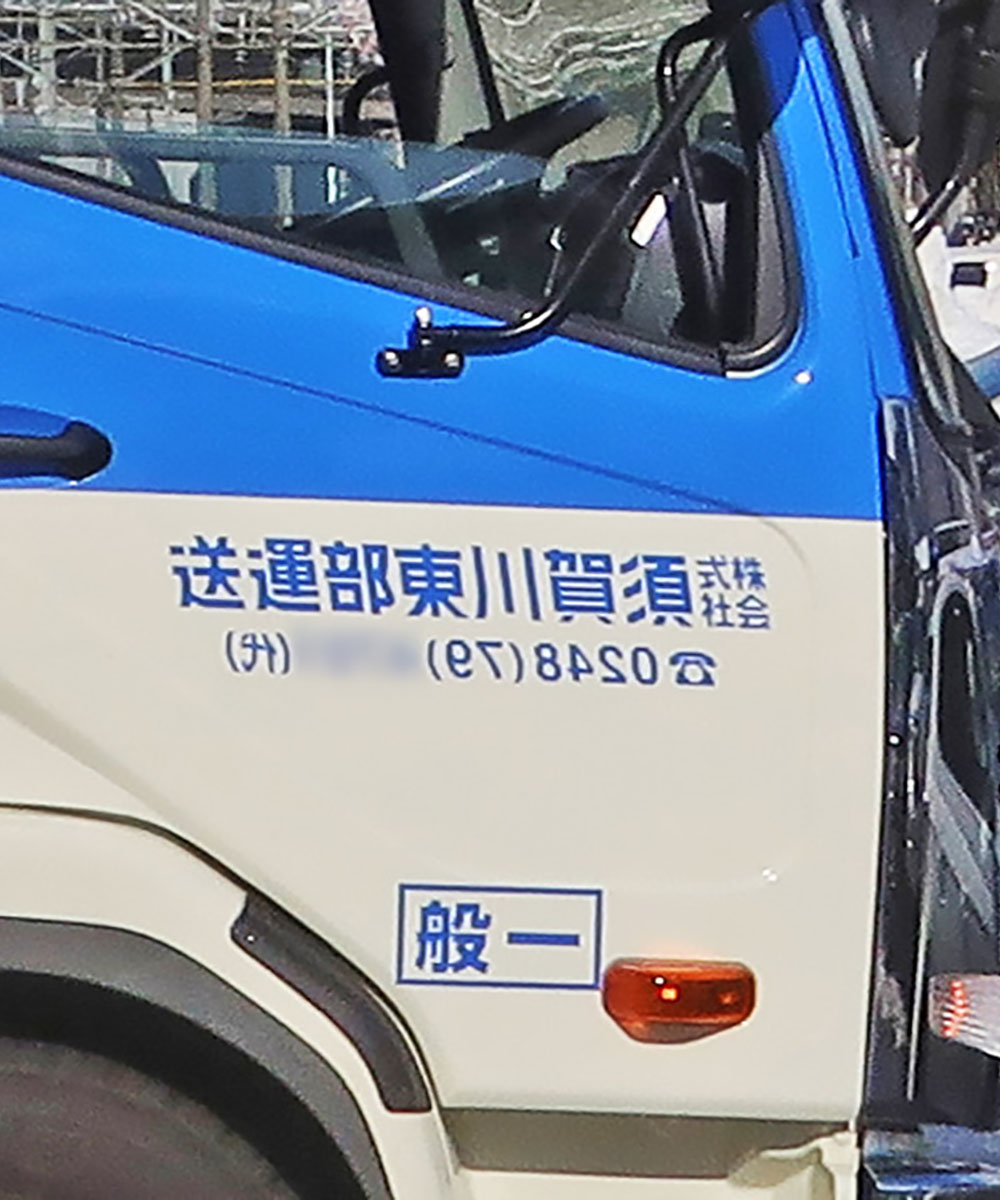 株式会社須賀川東部運送
☎0248(79) (代)
一般